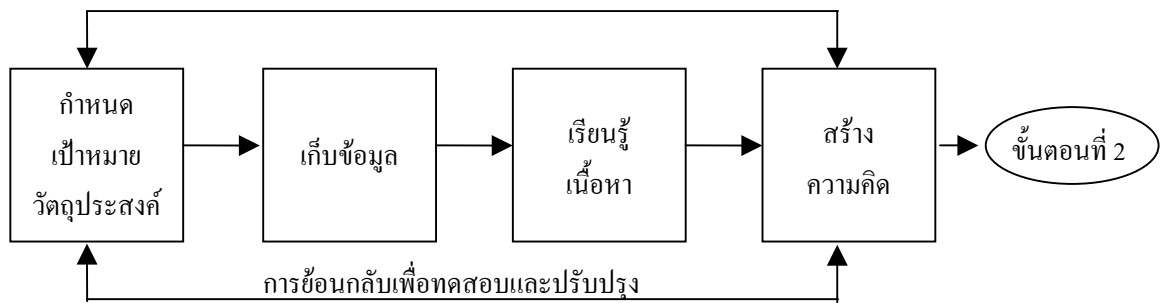 กำหนด
เป้าหมาย
วัตถุประสงค์
เก็บข้อมูล
เรียนรู้
เนื้อหา
สร้าง
ความคิด
ขั้นตอนที่ 2
การย้อนกลับเพื่อทดสอบและปรับปรุง